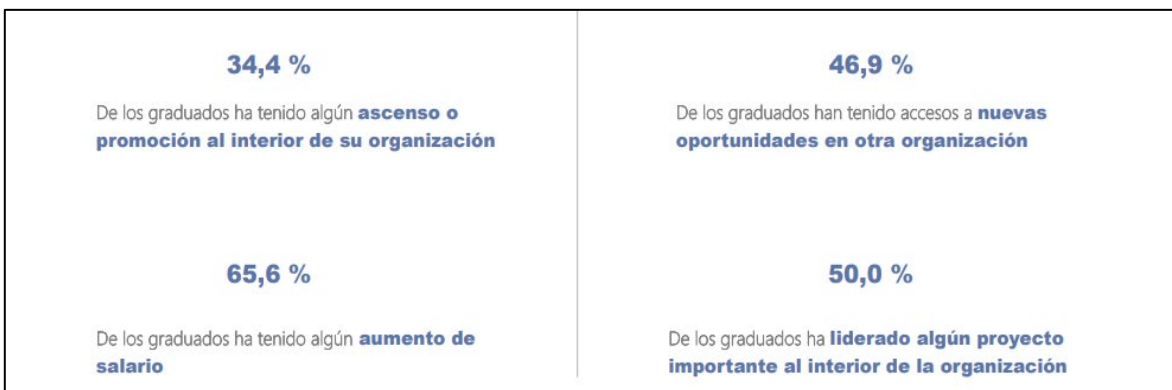 34,4 %
De los graduados ha tenido algún ascenso o
promoción al interior de su organización
46,9 %
De los graduados han tenido accesos a nuevas
oportunidades en otra organización
65,6 %
De los graduados ha tenido algún aumento de
salario
50,0 %
De los graduados ha liderado algún proyecto
importante al interior de la organización